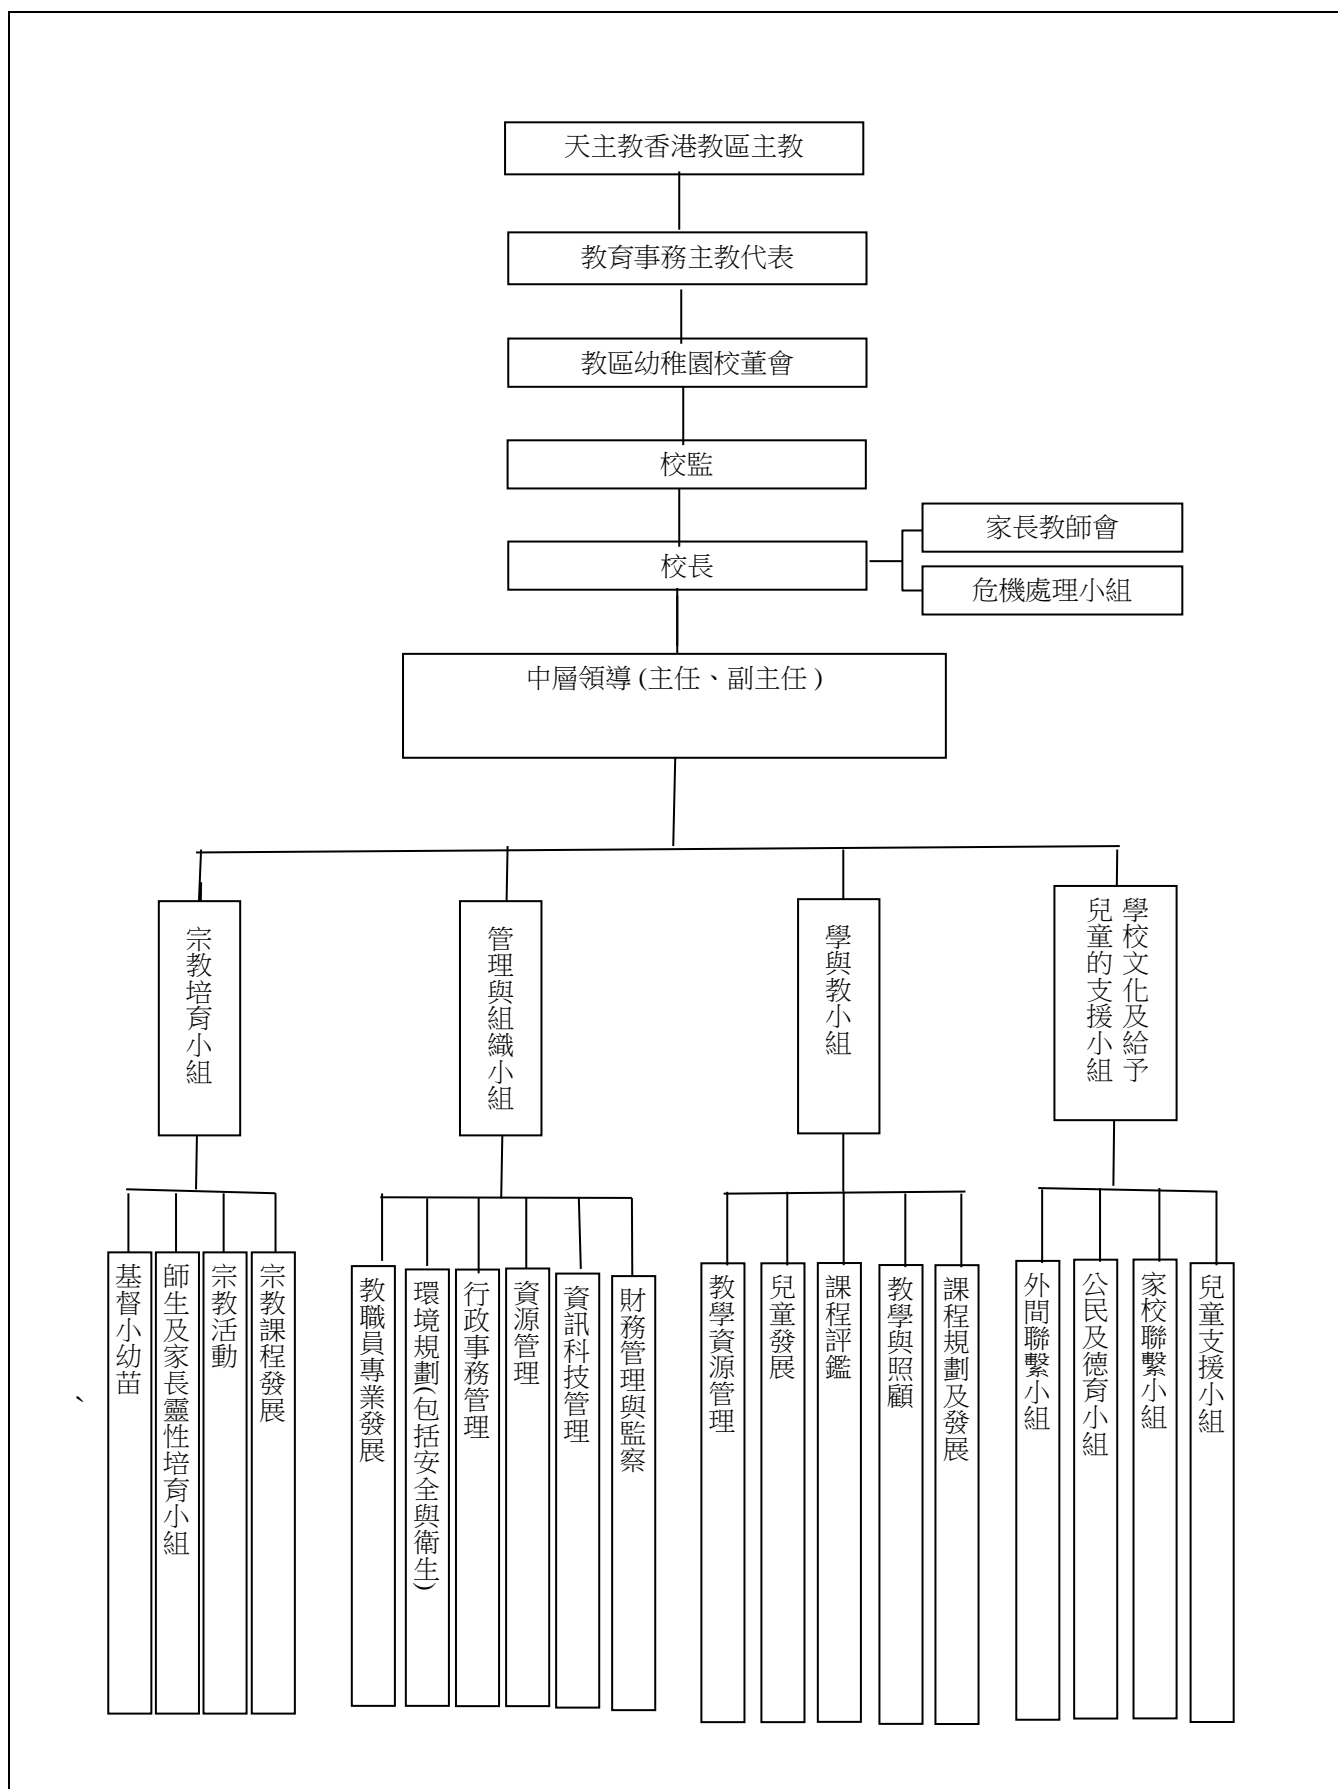 天主教香港教區主教
教育事務主教代表
教區幼稚園校董會
校監
校長
家長教師會
危機處理小組
中層領導(主任、副主任)
宗教培育小組
管理與組織小組
學與教小組
學校文化及給予
兒童的支援小組
基督小幼苗
師生及家長靈性培育小組
宗教活動
宗教課程發展
教職員專業發展
環境規劃(包括安全與衛生)
行政事務管理
資源管理
資訊科技管理
財務管理與監察
教學資源管理
兒童發展
課程評鑑
教學與照顧
課程規劃及發展
外間聯繫小組
公民及德育小組
家校聯繫小組
兒童支援小組
、